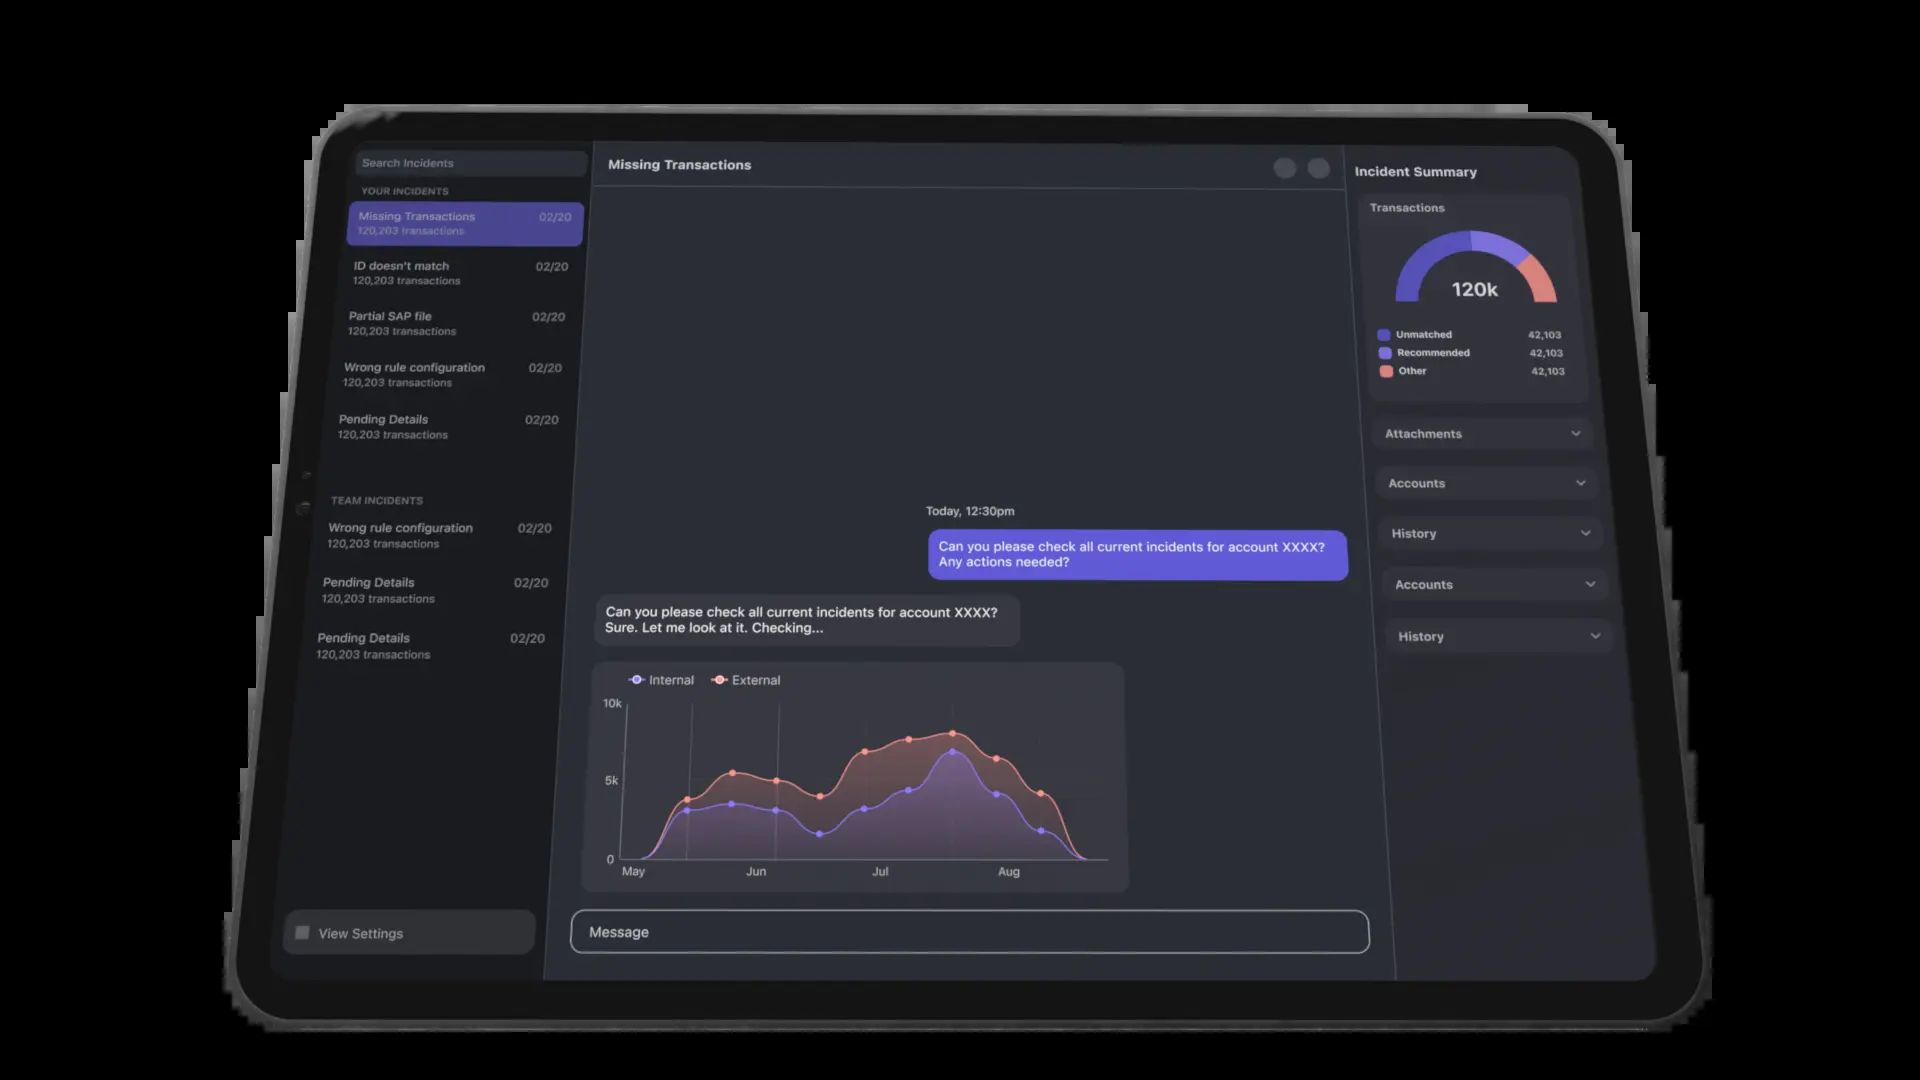 Search Incidents
YOUR INCIDENTS
Missing Transactions 02/20
120,203 transactions
ID doesn't match 02/20
120,203 transactions
Partial SAP file 02/20
120,203 transactions
Wrong rule configuration 02/20
120,203 transactions
Pending Details 02/20
120,203 transactions
TEAM INCIDENTS
Wrong rule configuration 02/20
120,203 transactions
Pending Details 02/20
120,203 transactions
Pending Details 02/20
120,203 transactions
View Settings
Missing Transactions
Today, 12:30pm
Can you please check all current incidents for account XXXX?
Any actions needed?
Can you please check all current incidents for account XXXX?
Sure. Let me look at it. Checking...
Internal External
10k
5k
0
May Jun Jul Aug
Message
Incident Summary
Transactions
120k
Unmatched 42,103
Recommended 42,103
Other 42,103
Attachments
Accounts
History
Accounts
History